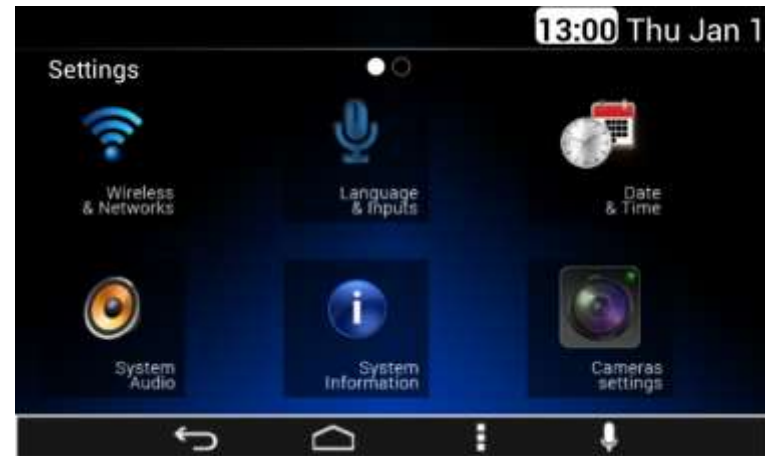 13:00 Thu Jan 1
Settings
Wireless
& Networks
Language
& Inputs
Date
& Time
System
Audio
System
Information
Cameras
settings